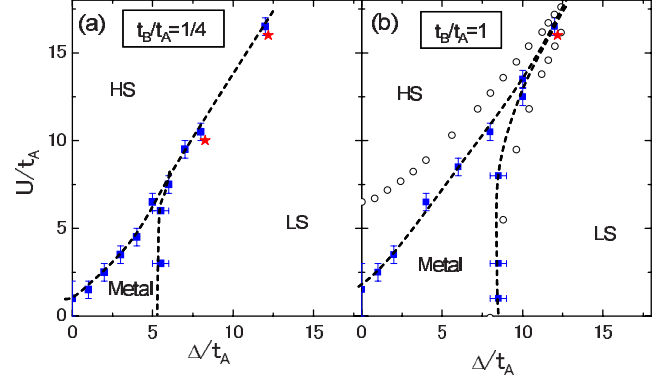 (a) t_B/t_A=1/4
(b) t_B/t_A=1
HS
HS
LS
LS
Metal
Metal
U/t_A
15
10
5
0
0 5 10 15
0 5 10 15
Δ/t_A
Δ/t_A